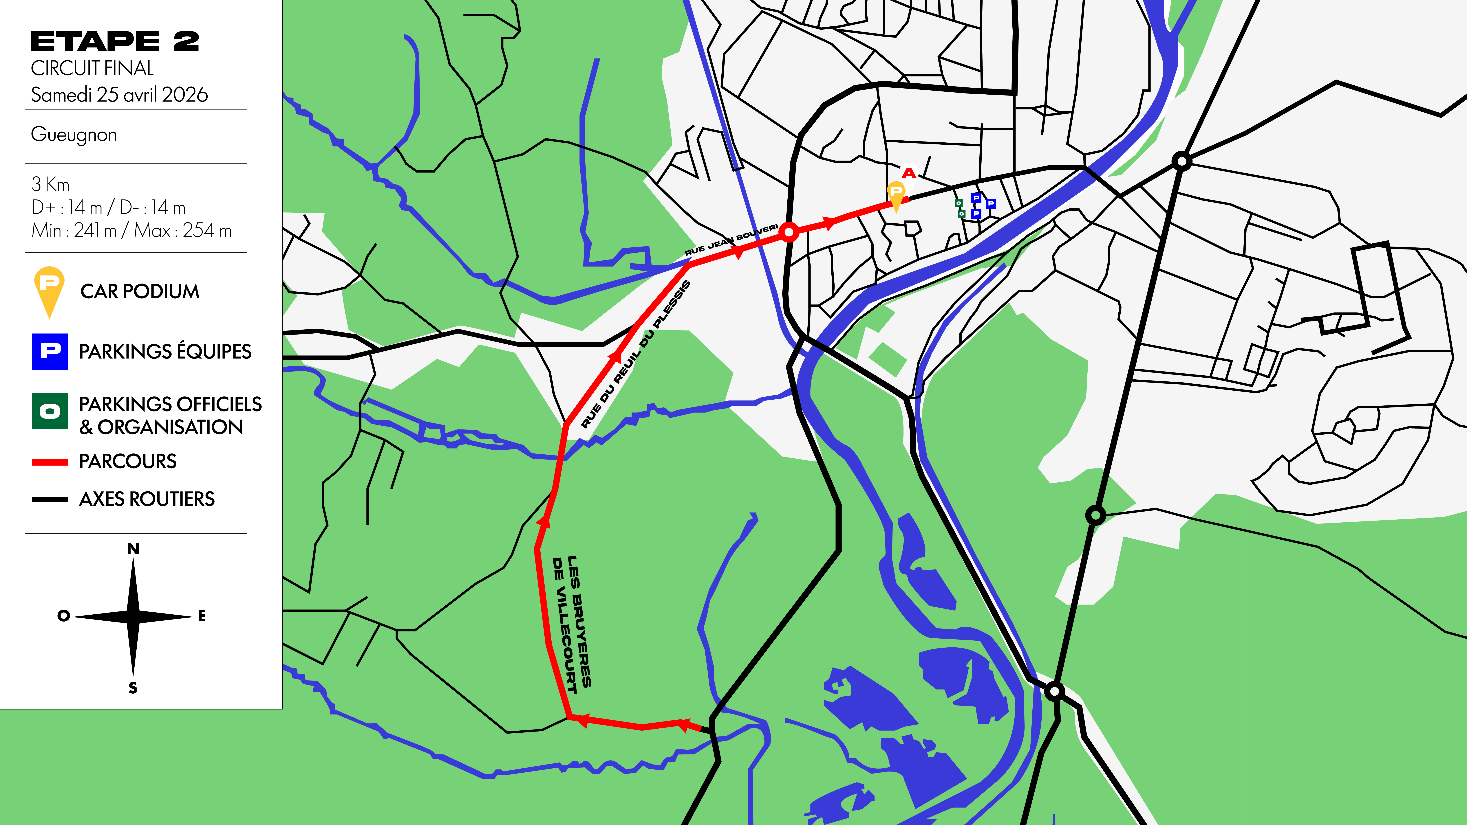 ETAPE 2
CIRCUIT FINAL
Samedi 25 avril 2026
Gueugnon
3 Km
D+ : 14 m / D- : 14 m
Min : 241 m / Max : 254 m
P
CAR PODIUM
P
PARKINGS ÉQUIPES
O
PARKINGS OFFICIELS
& ORGANISATION
PARCOURS
AXES ROUTIERS
N
O
E
S
A
P
RUE JEAN BOUVERI
RUE DU REUIL DU PLESSIS
LES BRUYERES
DE VILLECOURT